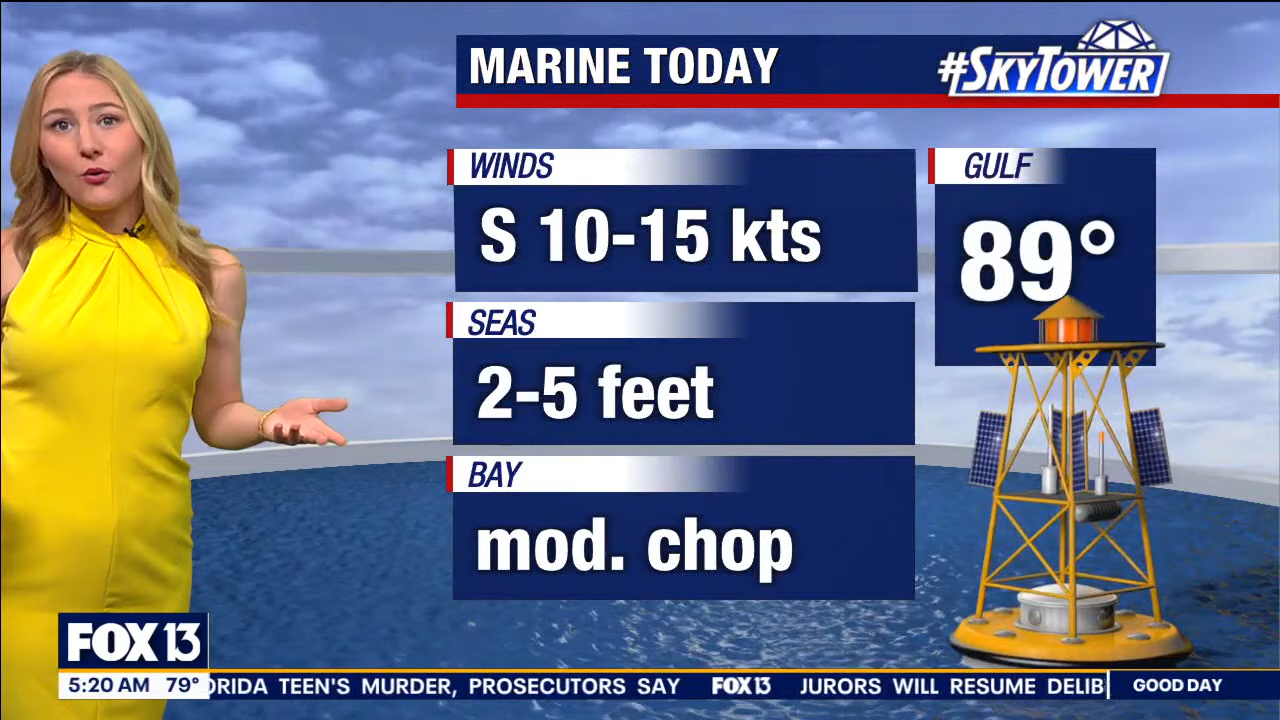 MARINE TODAY
#SKYTOWER
WINDS
S 10-15 kts
GULF
89°
SEAS
2-5 feet
BAY
mod. chop
FOX 13
5:20 AM 79°
ORIDA TEEN'S MURDER, PROSECUTORS SAY FOX 13 JURORS WILL RESUME DELIB
GOOD DAY